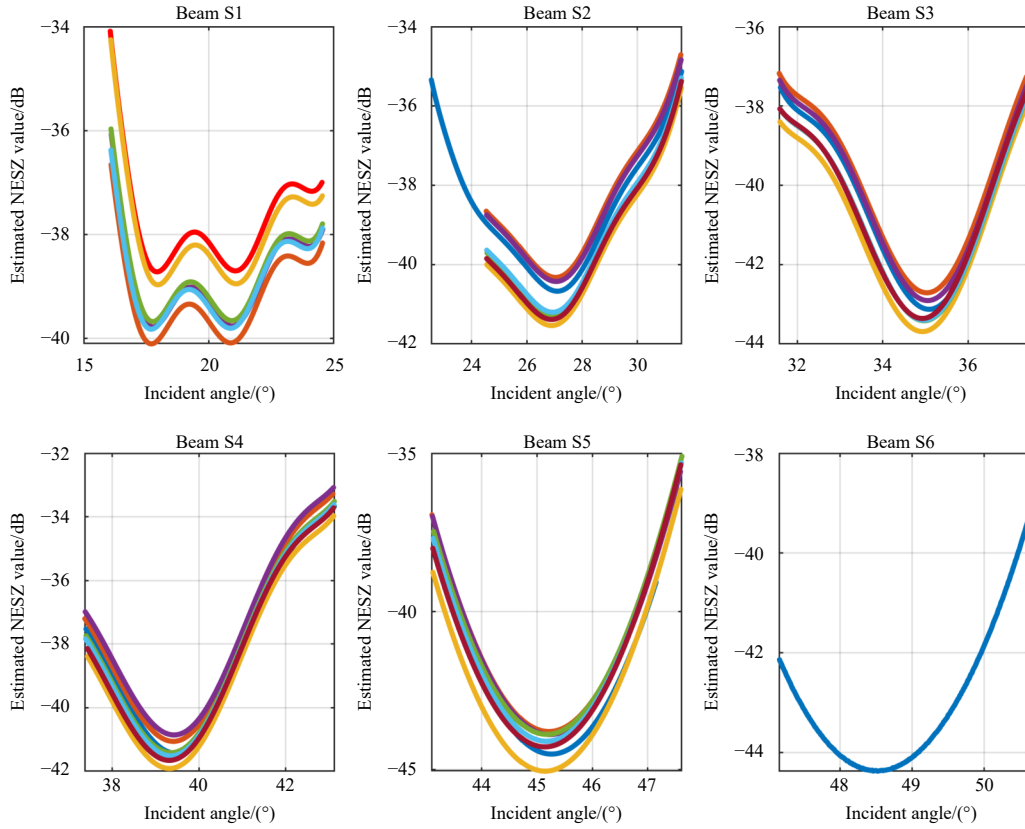 Beam S1
Beam S2
Beam S3
−34
−36
−38
−40
15
20
25
Estimated NESZ value/dB
Incident angle/(°)
−34
−36
−38
−40
−42
24
26
28
30
Estimated NESZ value/dB
Incident angle/(°)
−36
−38
−40
−42
−44
32
34
36
Estimated NESZ value/dB
Incident angle/(°)
Beam S4
Beam S5
Beam S6
−32
−34
−36
−38
−40
−42
38
40
42
Estimated NESZ value/dB
Incident angle/(°)
−35
−40
−45
44
45
46
47
Estimated NESZ value/dB
Incident angle/(°)
−38
−40
−42
−44
48
49
50
Estimated NESZ value/dB
Incident angle/(°)